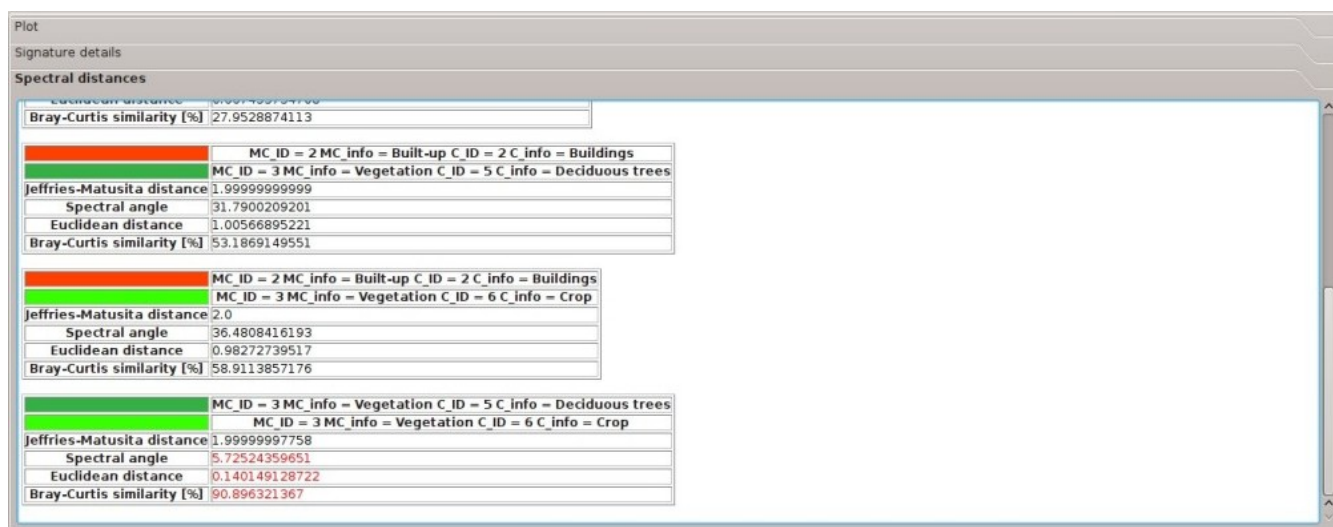 Plot
Signature details
Spectral distances
Euclidean distance
Bray-Curtis similarity [%] 27.9528874113
MC_ID = 2 MC_info = Built-up C_ID = 2 C_info = Buildings
MC_ID = 3 MC_info = Vegetation C_ID = 5 C_info = Deciduous trees
Jeffries-Matusita distance 1.99999999999
Spectral angle 31.7900209201
Euclidean distance 1.00566895221
Bray-Curtis similarity [%] 53.1869149551
MC_ID = 2 MC_info = Built-up C_ID = 2 C_info = Buildings
MC_ID = 3 MC_info = Vegetation C_ID = 6 C_info = Crop
Jeffries-Matusita distance 2.0
Spectral angle 36.4808416193
Euclidean distance 0.98272739517
Bray-Curtis similarity [%] 58.9113857176
MC_ID = 3 MC_info = Vegetation C_ID = 5 C_info = Deciduous trees
MC_ID = 3 MC_info = Vegetation C_ID = 6 C_info = Crop
Jeffries-Matusita distance 1.99999997758
Spectral angle 5.72524359651
Euclidean distance 0.140149128722
Bray-Curtis similarity [%] 90.896321367